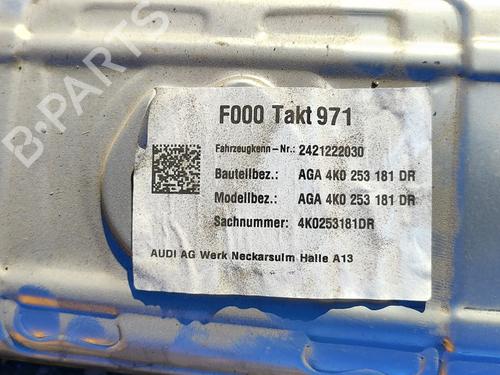 B-PARTS
F000 Takt 971
Fahrzeugkenn-Nr.: 2421222030
Bauteilbez.: AGA 4K0 253 181 DR
Modellbez.: AGA 4K0 253 181 DR
Sachnummer: 4K0253181DR
AUDI AG Werk Neckarsulm Halle A13